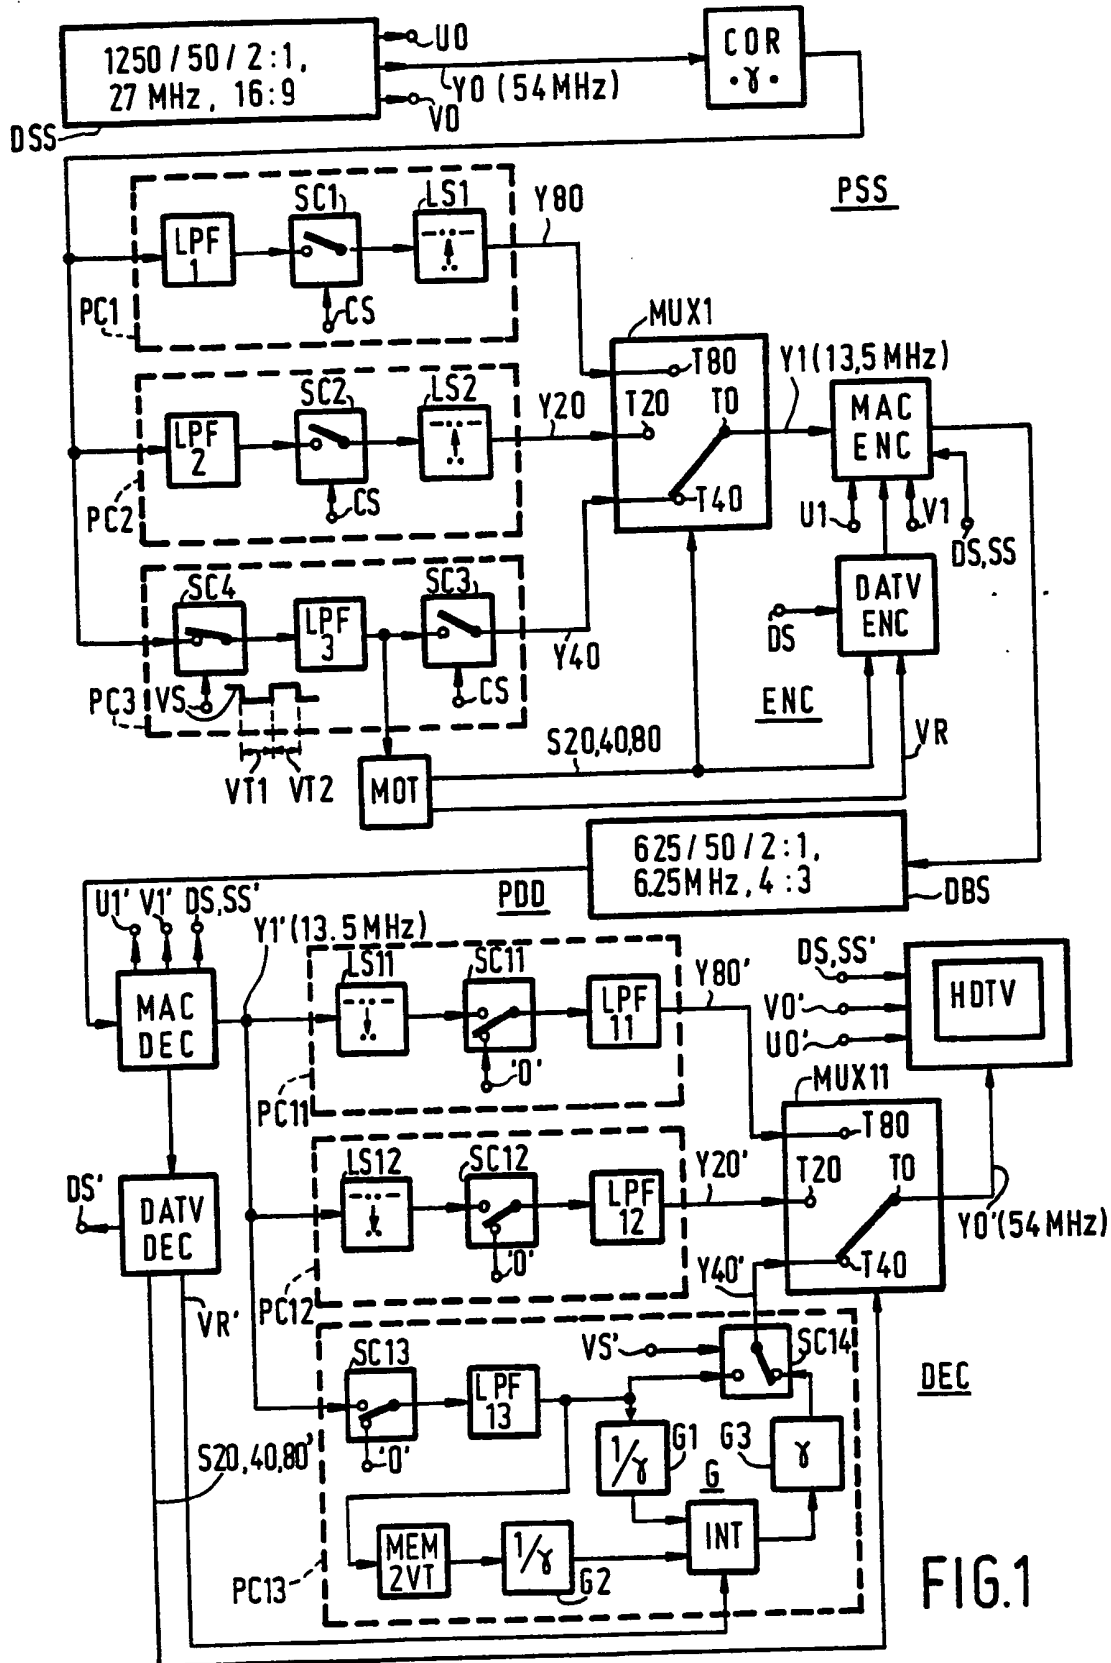 1250/50/2:1,
27 MHz, 16:9
DSS
U0
Y0 (54 MHz)
V0
COR
·γ·
PSS
PC1
LPF
1
SC1
CS
LS1
Y80
PC2
LPF
2
SC2
CS
LS2
Y20
PC3
SC4
VS
VT1
VT2
LPF
3
SC3
CS
Y40
MUX1
T80
T20
T0
T40
Y1 (13,5 MHz)
MAC
ENC
U1
V1
DS,SS
DATV
ENC
DS
ENC
MOT
S20,40,80
VR
625/50/2:1,
6.25MHz, 4:3
DBS
PDD
U1'
V1'
DS,SS'
Y1'(13.5 MHz)
MAC
DEC
DATV
DEC
DS'
VR'
S20,40,80'
LS11
SC11
'0'
LPF
11
PC11
Y80'
LS12
SC12
'0'
LPF
12
PC12
Y20'
DS,SS'
V0'
U0'
HDTV
MUX11
T80
T20
T0
T40
Y0'(54 MHz)
Y40'
SC13
'0'
LPF
13
VS'
SC14
DEC
1/γ
G1
G3
γ
G
MEM
2VT
1/γ
G2
INT
PC13
FIG.1